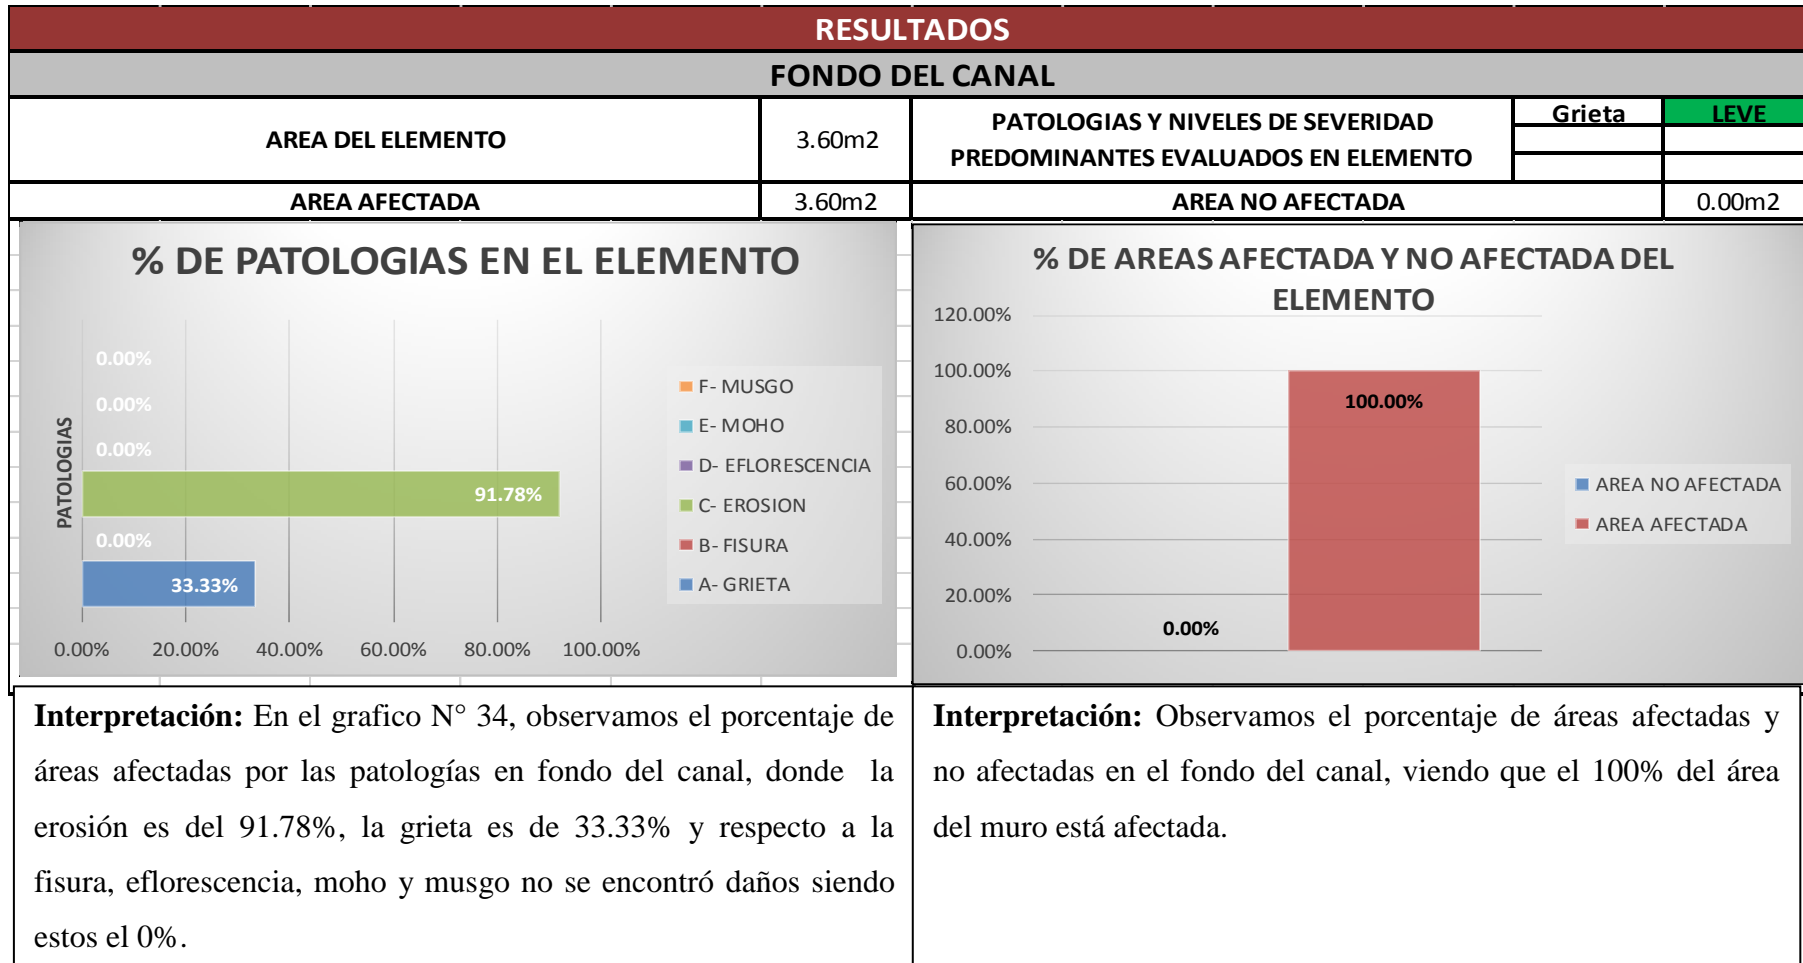 RESULTADOS
FONDO DEL CANAL
AREA DEL ELEMENTO
3.60m2
PATOLOGIAS Y NIVELES DE SEVERIDAD
PREDOMINANTES EVALUADOS EN ELEMENTO
Grieta
LEVE
AREA AFECTADA
3.60m2
AREA NO AFECTADA
0.00m2
% DE PATOLOGIAS EN EL ELEMENTO
PATOLOGIAS
0.00%
0.00%
0.00%
91.78%
0.00%
33.33%
0.00% 20.00% 40.00% 60.00% 80.00% 100.00%
F- MUSGO
E- MOHO
D- EFLORESCENCIA
C- EROSION
B- FISURA
A- GRIETA
% DE AREAS AFECTADA Y NO AFECTADA DEL
ELEMENTO
120.00%
100.00%
80.00%
60.00%
40.00%
20.00%
0.00%
100.00%
0.00%
AREA NO AFECTADA
AREA AFECTADA
Interpretación: En el grafico N° 34, observamos el porcentaje de
áreas afectadas por las patologías en fondo del canal, donde la
erosión es del 91.78%, la grieta es de 33.33% y respecto a la
fisura, eflorescencia, moho y musgo no se encontró daños siendo
estos el 0%.
Interpretación: Observamos el porcentaje de áreas afectadas y
no afectadas en el fondo del canal, viendo que el 100% del área
del muro está afectada.